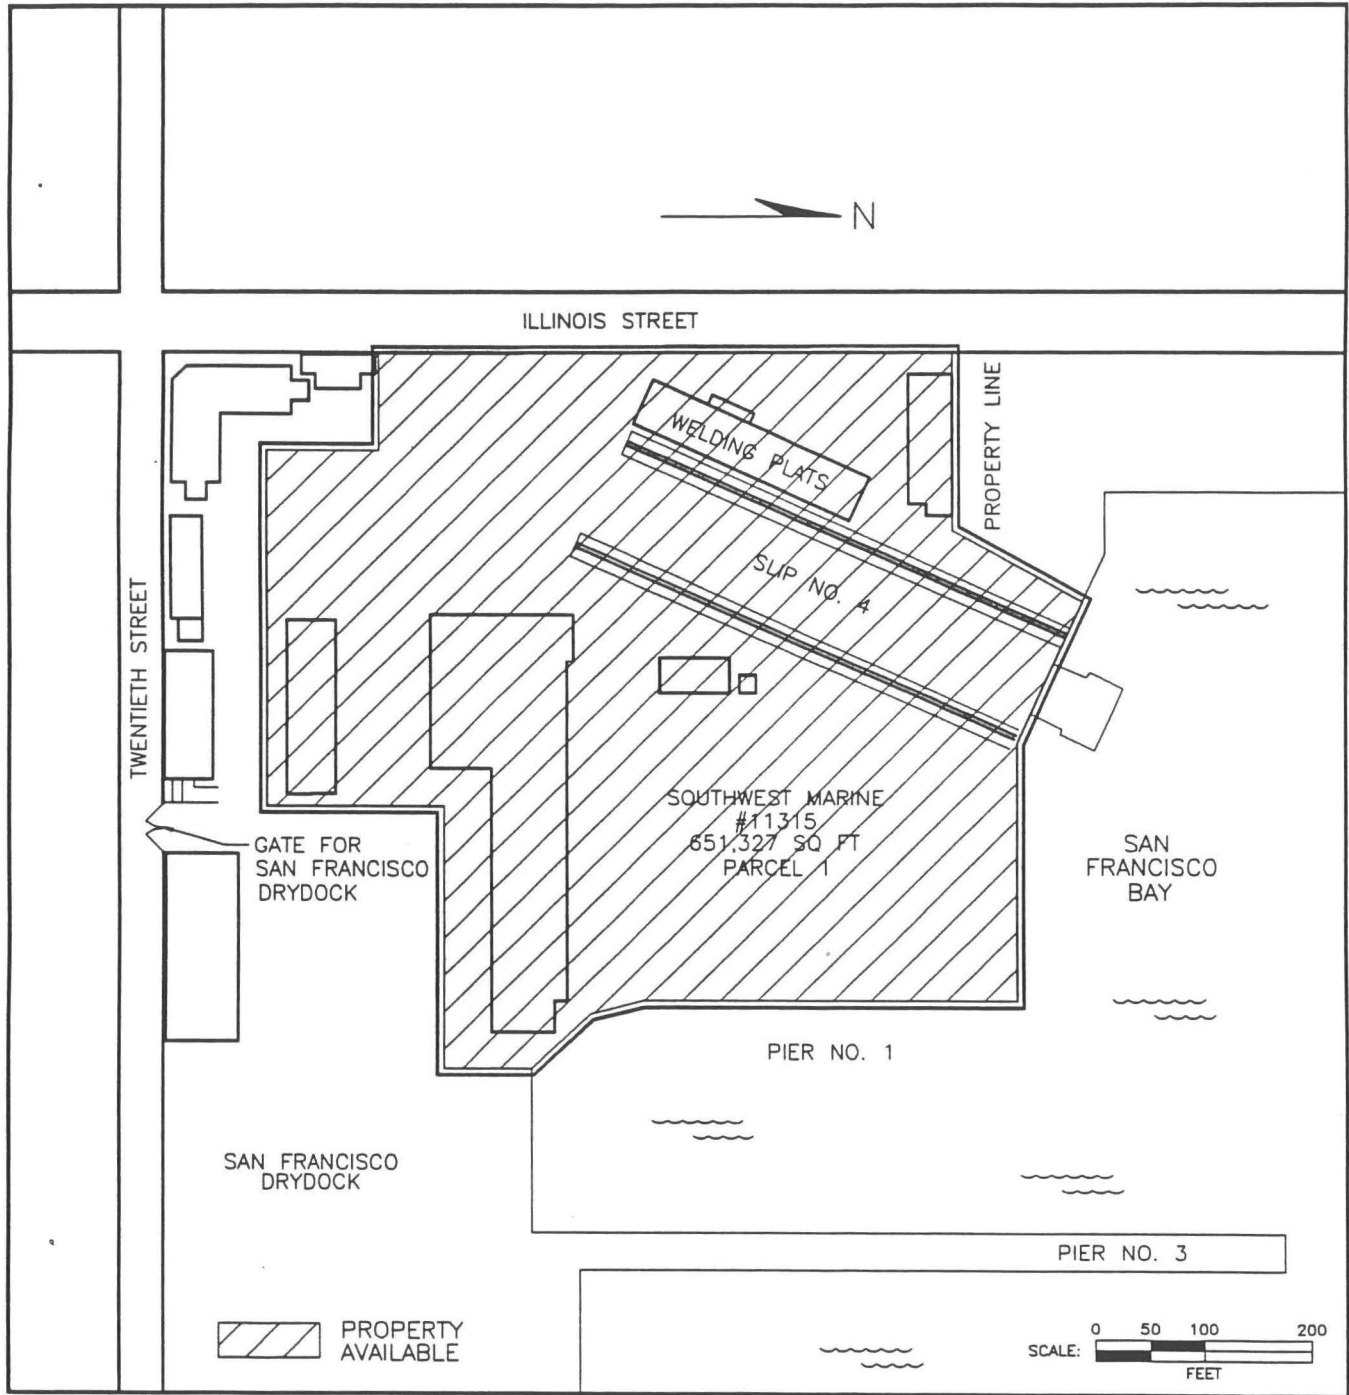 N
ILLINOIS STREET
PROPERTY LINE
WELDING PLATS
SLIP NO. 4
TWENTIETH STREET
SOUTHWEST MARINE
#11315
651,327 SQ FT
PARCEL 1
GATE FOR
SAN FRANCISCO
DRYDOCK
SAN
FRANCISCO
BAY
PIER NO. 1
SAN FRANCISCO
DRYDOCK
PIER NO. 3
PROPERTY
AVAILABLE
0 50 100 200
SCALE:
FEET